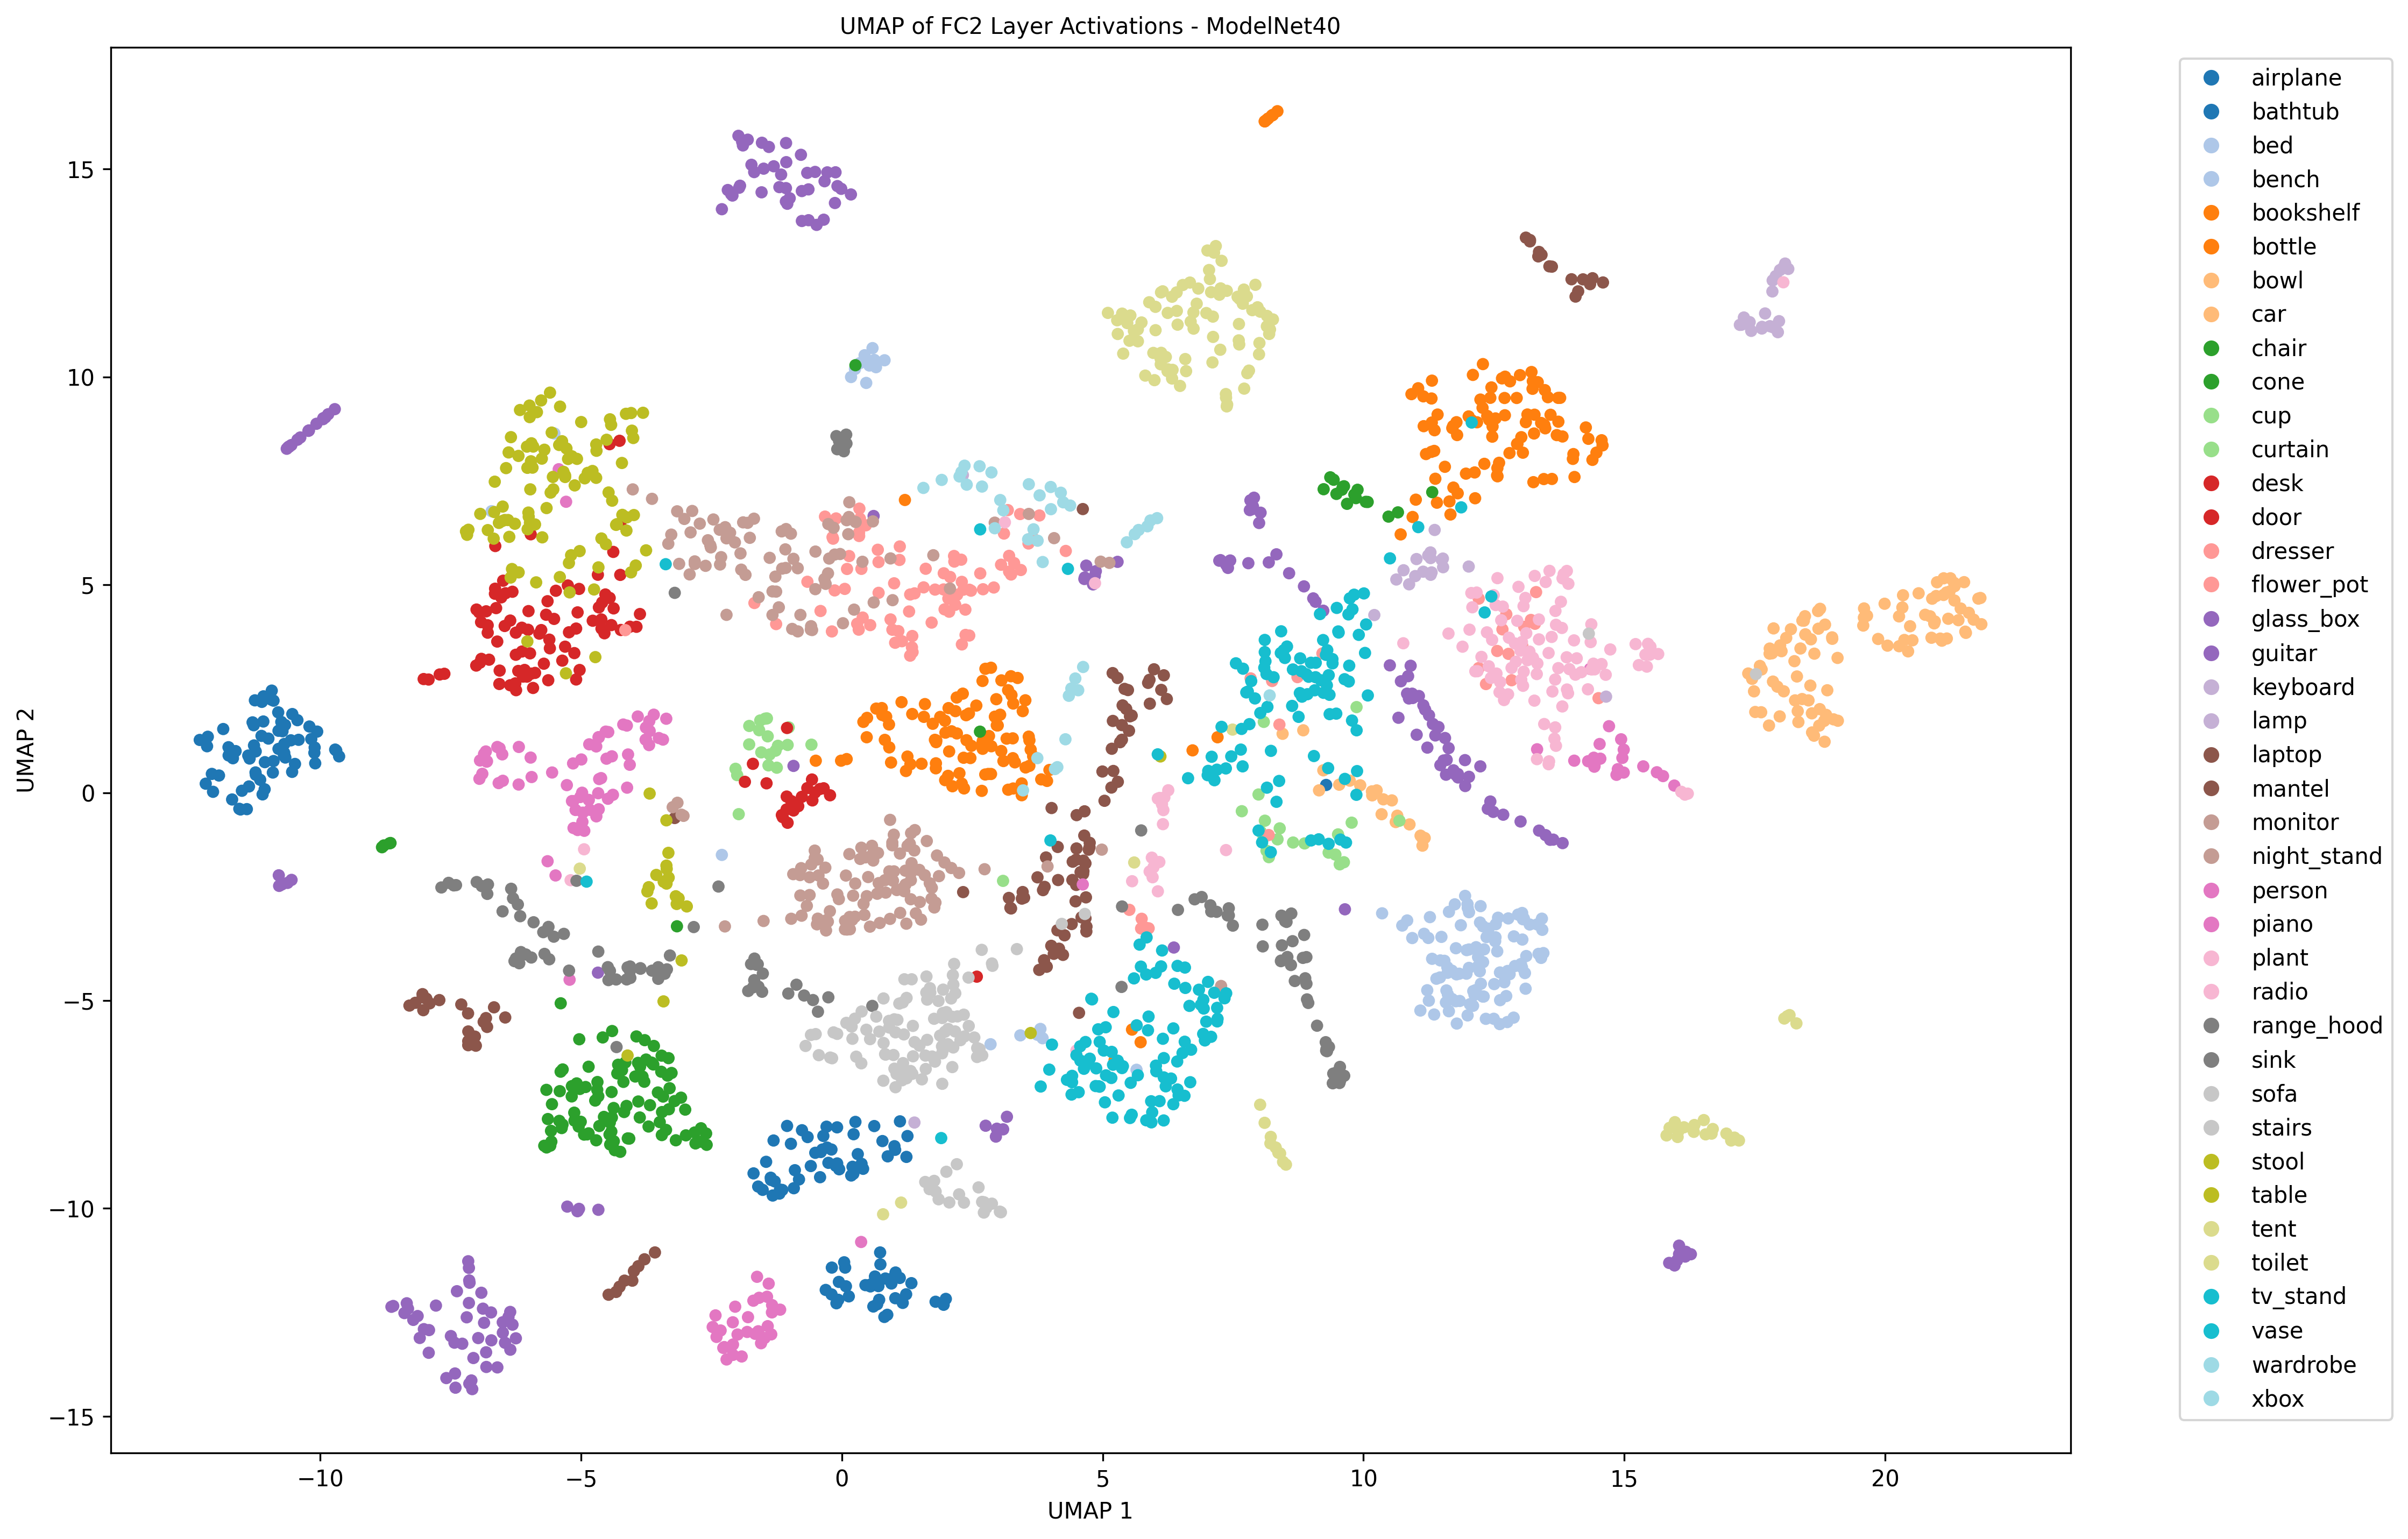 UMAP of FC2 Layer Activations - ModelNet40
15
10
5
0
−5
−10
−15
UMAP 2
−10
−5
0
5
10
15
20
UMAP 1
airplane
bathtub
bed
bench
bookshelf
bottle
bowl
car
chair
cone
cup
curtain
desk
door
dresser
flower_pot
glass_box
guitar
keyboard
lamp
laptop
mantel
monitor
night_stand
person
piano
plant
radio
range_hood
sink
sofa
stairs
stool
table
tent
toilet
tv_stand
vase
wardrobe
xbox